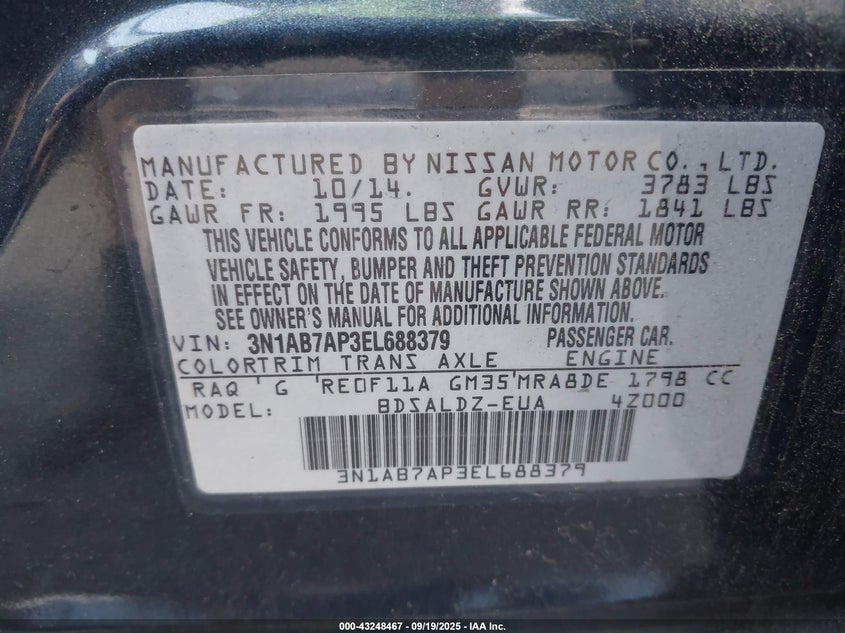 MANUFACTURED BY NISSAN MOTOR CO., LTD.
DATE: 10/14. GVWR: 3783 LBS
GAWR FR: 1995 LBS GAWR RR: 1841 LBS
THIS VEHICLE CONFORMS TO ALL APPLICABLE FEDERAL MOTOR
VEHICLE SAFETY, BUMPER AND THEFT PREVENTION STANDARDS
IN EFFECT ON THE DATE OF MANUFACTURE SHOWN ABOVE.
SEE OWNER'S MANUAL FOR ADDITIONAL INFORMATION.
VIN: 3N1AB7AP3EL688379 PASSENGER CAR.
COLORTRIM TRANS AXLE ENGINE
RAQ ' G 'RE0F11A GM35'MRA8DE 1798 CC
MODEL: BDSALDZ-EUA 4Z000
3N1AB7AP3EL688379
000-43248467 - 09/19/2025 - IAA Inc.